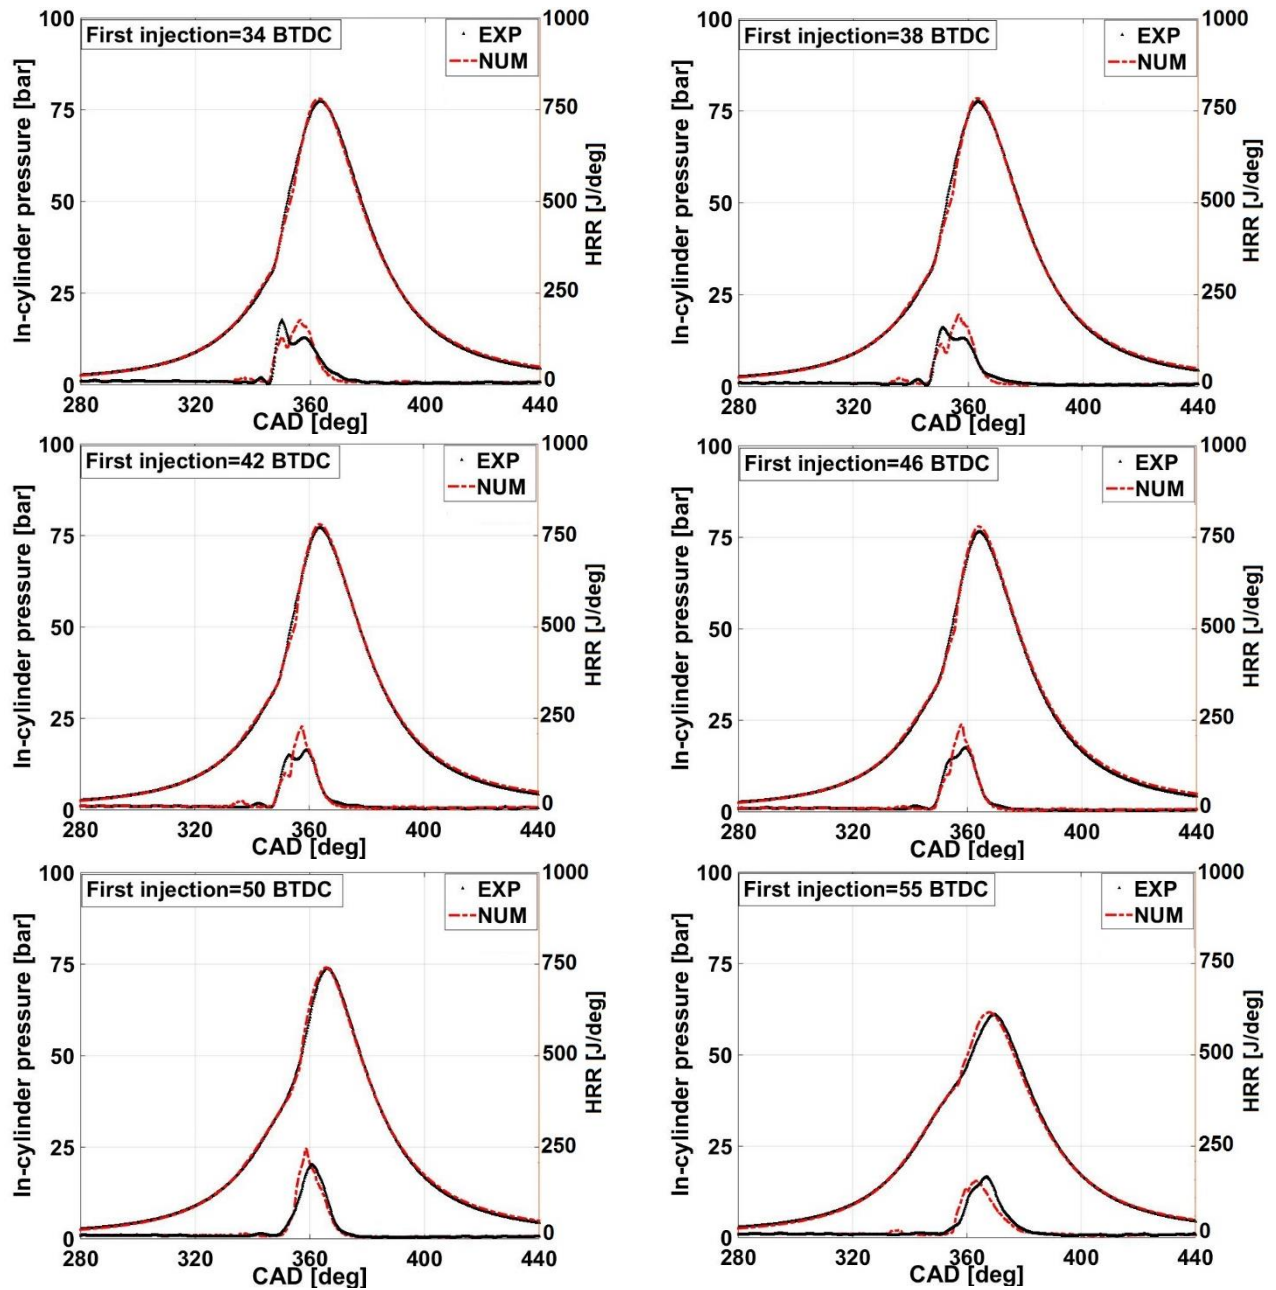 First injection=34 BTDC
EXP
NUM
In-cylinder pressure [bar]
100
75
50
25
0
HRR [J/deg]
1000
750
500
250
0
280 320 360 400 440
CAD [deg]
First injection=38 BTDC
EXP
NUM
In-cylinder pressure [bar]
100
75
50
25
0
HRR [J/deg]
1000
750
500
250
0
280 320 360 400 440
CAD [deg]
First injection=42 BTDC
EXP
NUM
In-cylinder pressure [bar]
100
75
50
25
0
HRR [J/deg]
1000
750
500
250
0
280 320 360 400 440
CAD [deg]
First injection=46 BTDC
EXP
NUM
In-cylinder pressure [bar]
100
75
50
25
0
HRR [J/deg]
1000
750
500
250
0
280 320 360 400 440
CAD [deg]
First injection=50 BTDC
EXP
NUM
In-cylinder pressure [bar]
100
75
50
25
0
HRR [J/deg]
1000
750
500
250
0
280 320 360 400 440
CAD [deg]
First injection=55 BTDC
EXP
NUM
In-cylinder pressure [bar]
100
75
50
25
0
HRR [J/deg]
1000
750
500
250
0
280 320 360 400 440
CAD [deg]